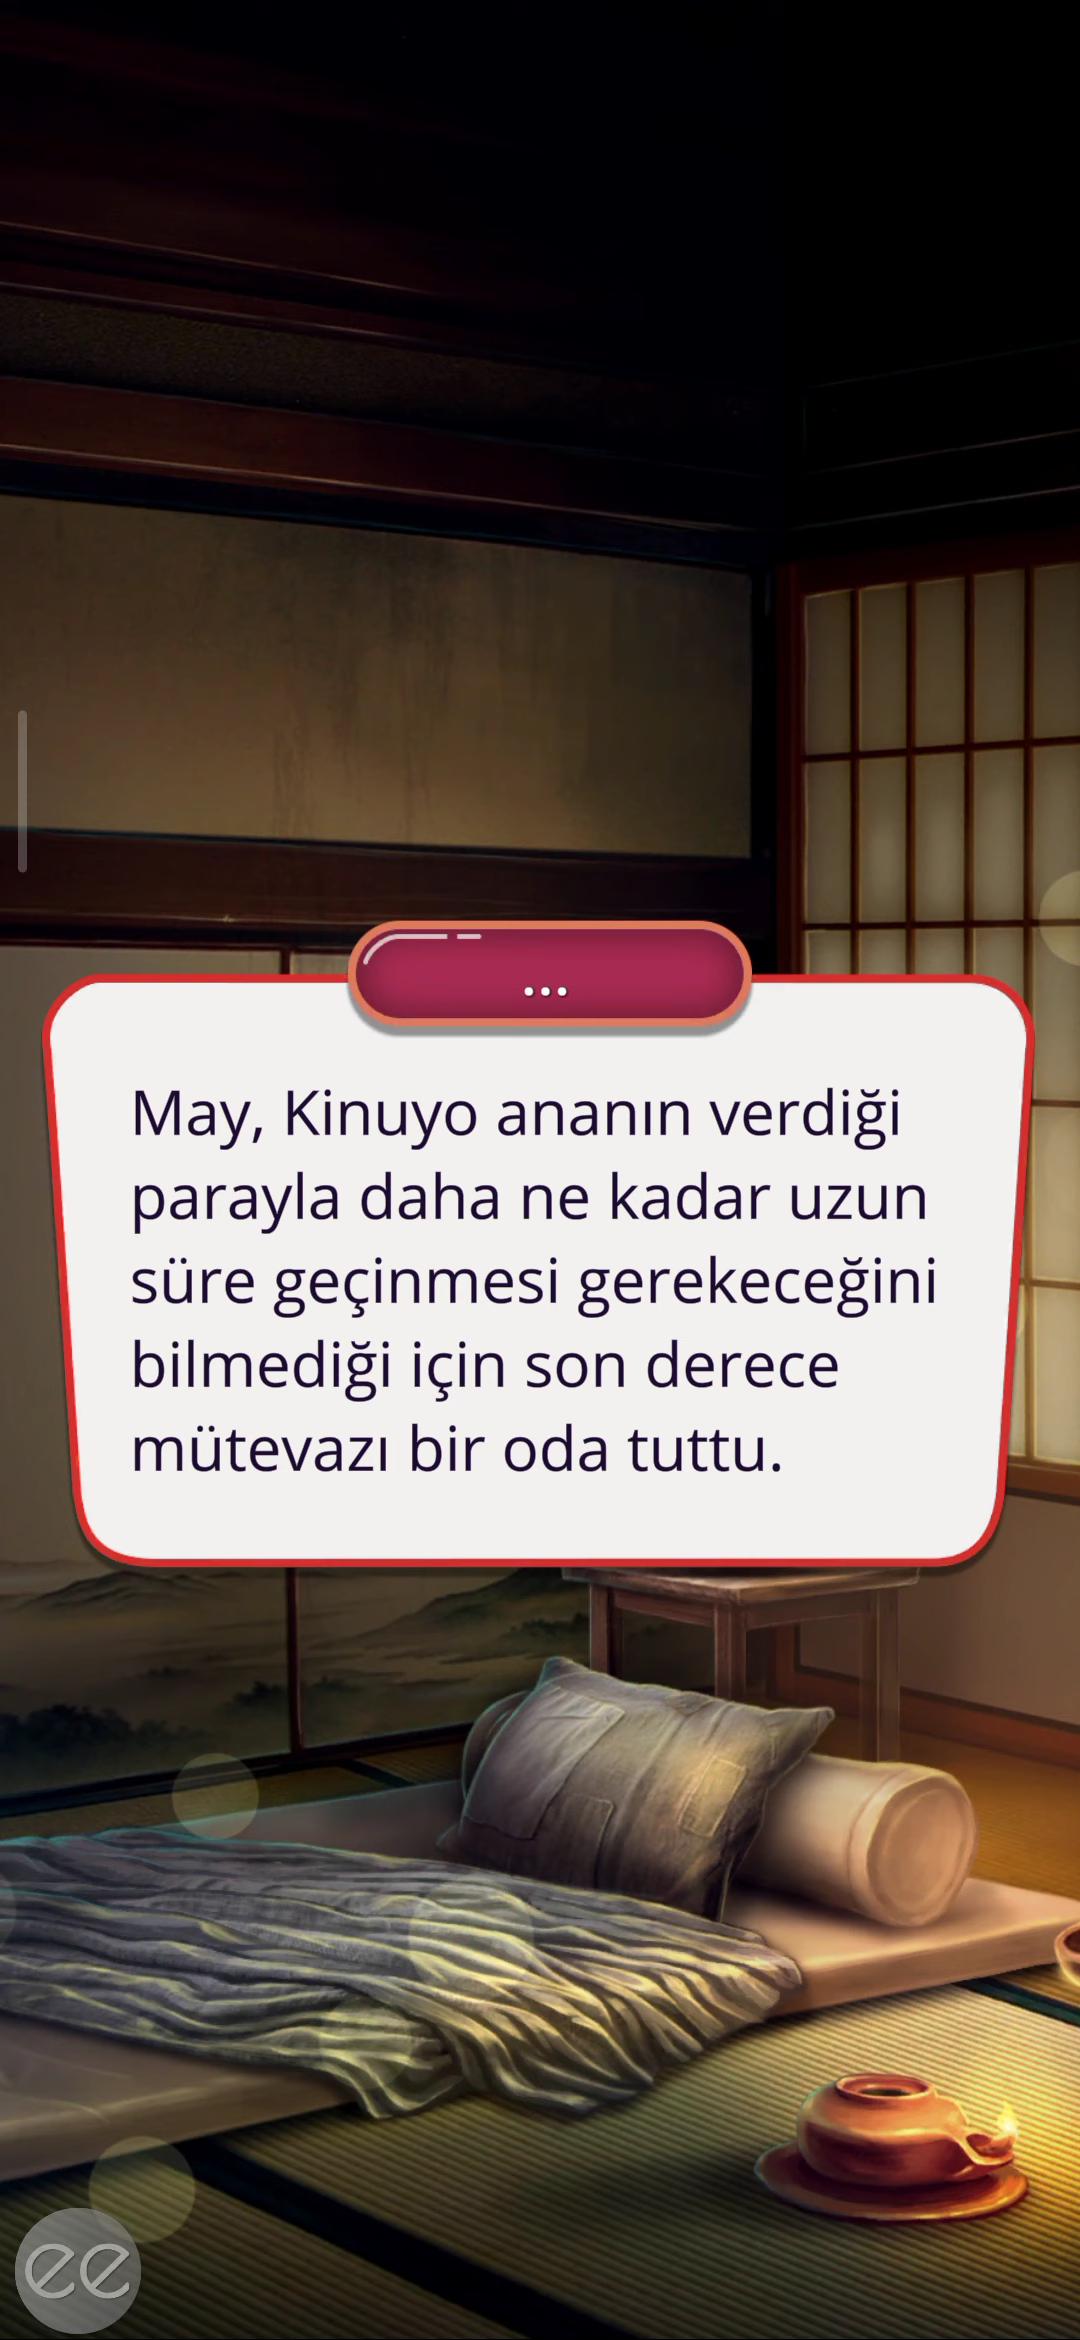 ...
May, Kinuyo ananın verdiği
parayla daha ne kadar uzun
süre geçinmesi gerekeceğini
bilmediği için son derece
mütevazı bir oda tuttu.
ee